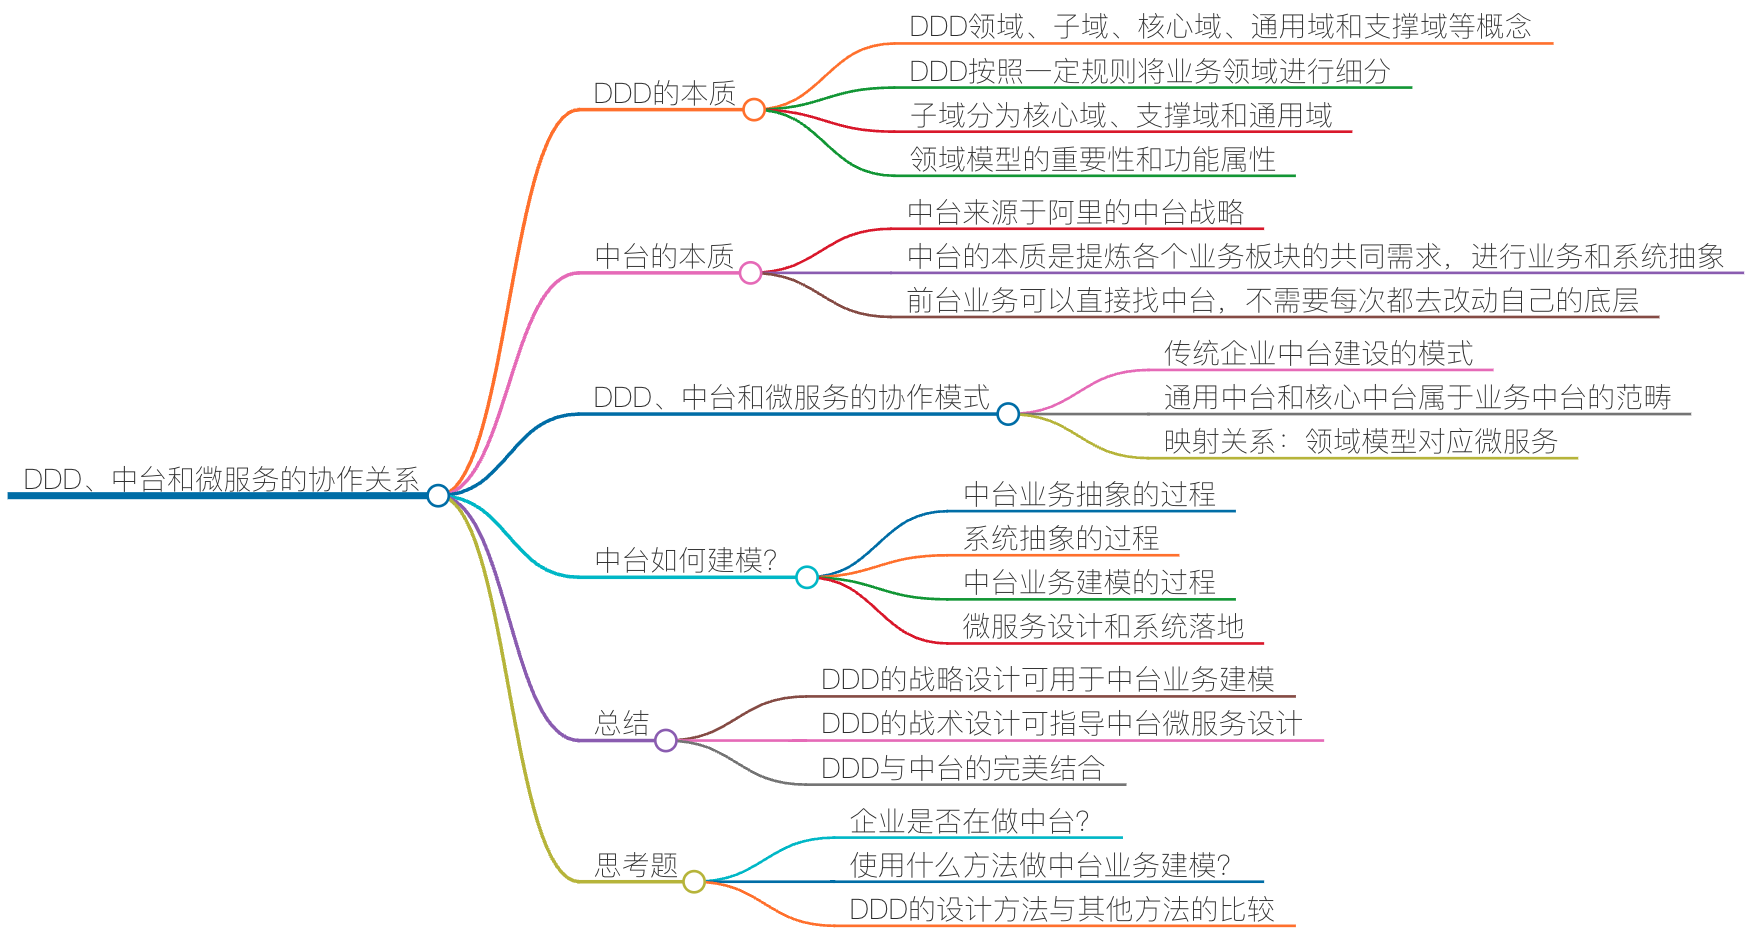 DDD、中台和微服务的协作关系
DDD的本质
DDD领域、子域、核心域、通用域和支撑域等概念
DDD按照一定规则将业务领域进行细分
子域分为核心域、支撑域和通用域
领域模型的重要性和功能属性
中台的本质
中台来源于阿里的中台战略
中台的本质是提炼各个业务板块的共同需求，进行业务和系统抽象
前台业务可以直接找中台，不需要每次都去改动自己的底层
DDD、中台和微服务的协作模式
传统企业中台建设的模式
通用中台和核心中台属于业务中台的范畴
映射关系：领域模型对应微服务
中台如何建模？
中台业务抽象的过程
系统抽象的过程
中台业务建模的过程
微服务设计和系统落地
总结
DDD的战略设计可用于中台业务建模
DDD的战术设计可指导中台微服务设计
DDD与中台的完美结合
思考题
企业是否在做中台？
使用什么方法做中台业务建模？
DDD的设计方法与其他方法的比较